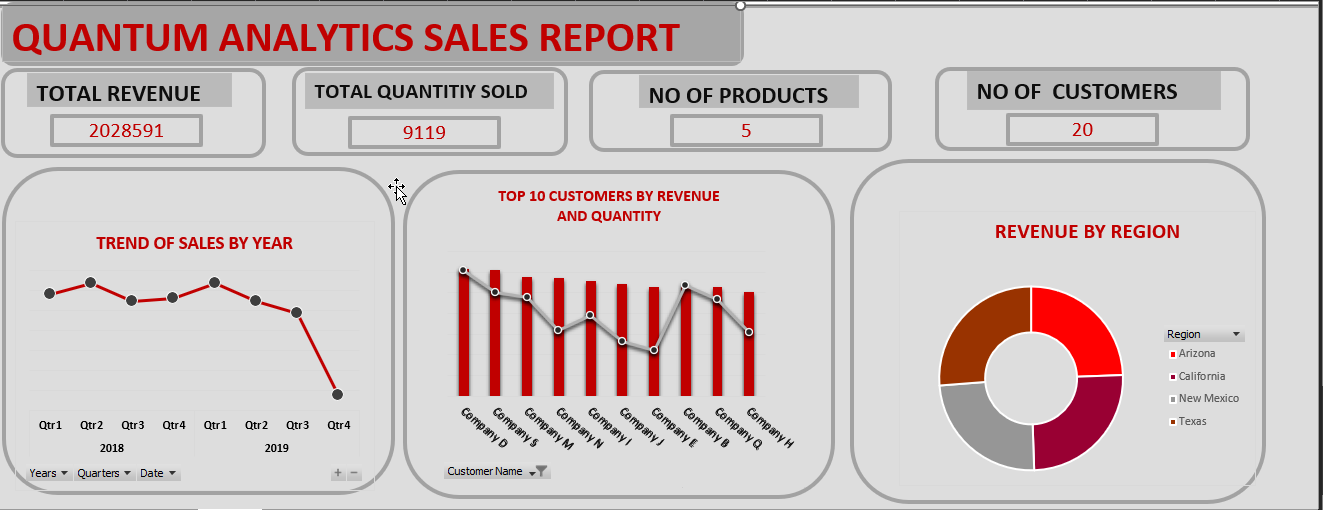 QUANTUM ANALYTICS SALES REPORT
TOTAL REVENUE
2028591
TOTAL QUANTITIY SOLD
9119
NO OF PRODUCTS
5
NO OF CUSTOMERS
20
TREND OF SALES BY YEAR
Qtr1 Qtr2 Qtr3 Qtr4 Qtr1 Qtr2 Qtr3 Qtr4
2018 2019
Years Quarters Date
TOP 10 CUSTOMERS BY REVENUE
AND QUANTITY
Company D
Company S
Company M
Company N
Company I
Company J
Company E
Company B
Company Q
Company H
Customer Name
REVENUE BY REGION
Region
Arizona
California
New Mexico
Texas